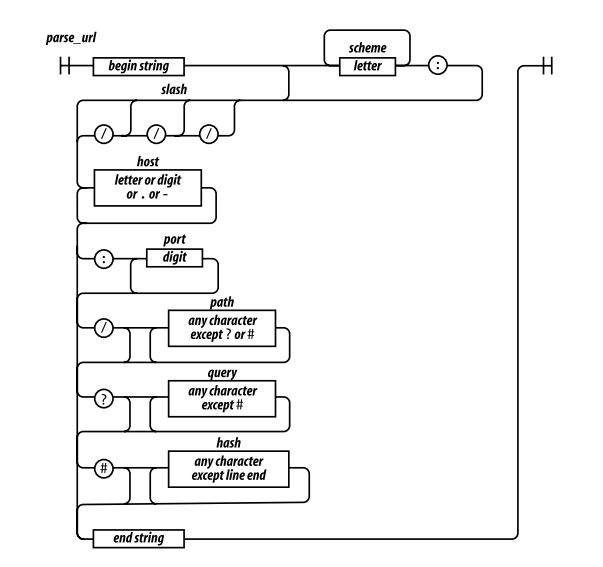 parse_url
scheme
begin string
letter
:
slash
/ / /
host
letter or digit
or . or -
port
:
digit
path
/
any character
except ? or #
query
?
any character
except #
hash
#
any character
except line end
end string